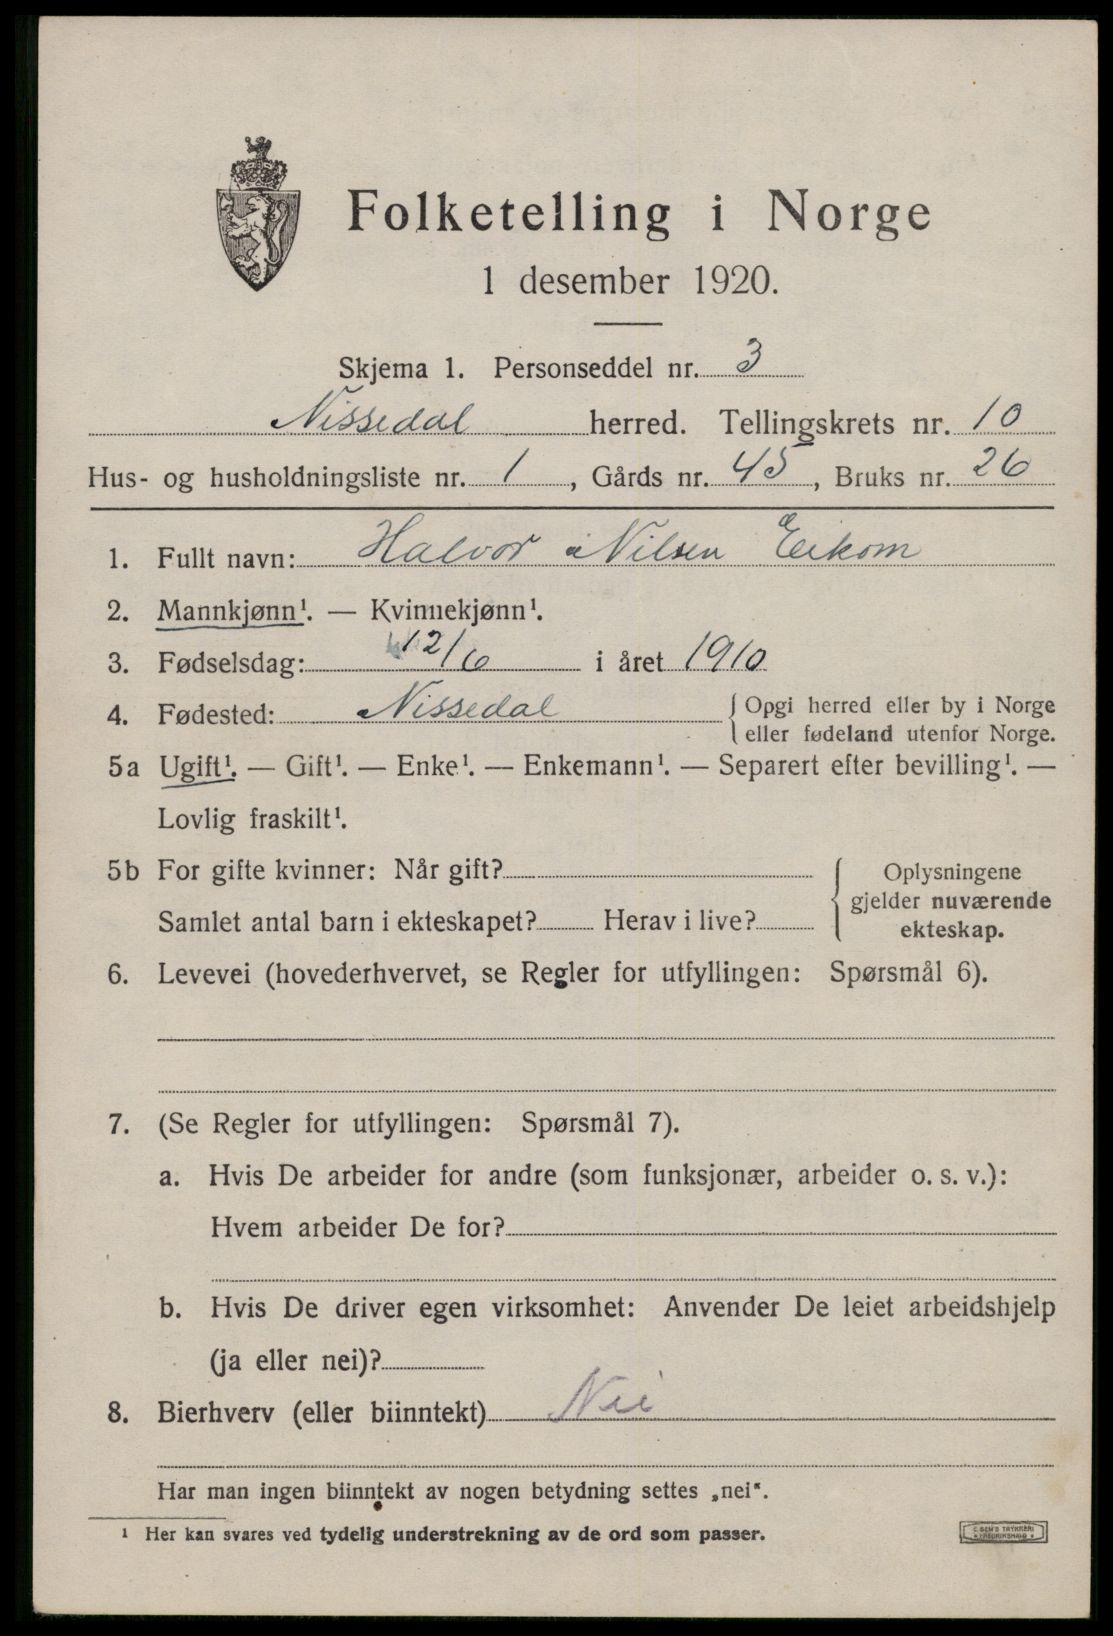 Folketelling i Norge
1 desember 1920.
Skjema 1. Personseddel nr. 3
Nissedal herred. Tellingskrets nr. 10
Hus- og husholdningsliste nr. 1, Gårds nr. 45, Bruks nr. 26
1. Fullt navn: Halvor Nilsen Eikom
2. Mannkjønn¹. — Kvinnekjønn¹.
3. Fødselsdag: 12/6 i året 1910
4. Fødested: Nissedal { Opgi herred eller by i Norge
eller fødeland utenfor Norge.
5a Ugift¹. — Gift¹. — Enke¹. — Enkemann¹. — Separert efter bevilling¹. —
Lovlig fraskilt¹.
5b For gifte kvinner: Når gift? { Oplysningene
gjelder nuværende
Samlet antal barn i ekteskapet? Herav i live? ekteskap.
6. Levevei (hovederhvervet, se Regler for utfyllingen: Spørsmål 6).
7. (Se Regler for utfyllingen: Spørsmål 7).
a. Hvis De arbeider for andre (som funksjonær, arbeider o. s. v.):
Hvem arbeider De for?
b. Hvis De driver egen virksomhet: Anvender De leiet arbeidshjelp
(ja eller nei)?
8. Bierhverv (eller biinntekt) Nei
Har man ingen biinntekt av nogen betydning settes „nei“.
¹ Her kan svares ved tydelig understrekning av de ord som passer.
C. SEM'S TRYKKERI
FREDRIKSHALD